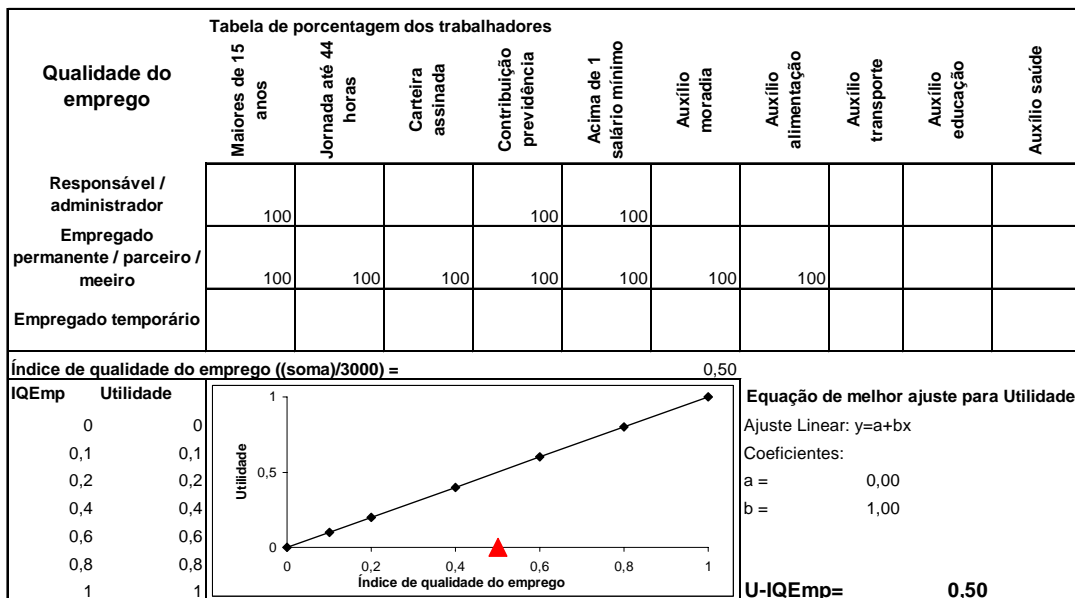 Tabela de porcentagem dos trabalhadores
Qualidade do
emprego
Maiores de 15
anos
Jornada até 44
horas
Carteira
assinada
Contribuição
previdência
Acima de 1
salário mínimo
Auxílio
moradia
Auxílio
alimentação
Auxílio
transporte
Auxílio
educação
Auxílio saúde
Responsável /
administrador
100 100 100
Empregado
permanente / parceiro /
meeiro
100 100 100 100 100 100 100
Empregado temporário
Índice de qualidade do emprego ((soma)/3000) = 0,50
IQEmp Utilidade
0 0
0,1 0,1
0,2 0,2
0,4 0,4
0,6 0,6
0,8 0,8
1 1
Utilidade
1
0,5
0
0 0,2 0,4 0,6 0,8 1
Índice de qualidade do emprego
Equação de melhor ajuste para Utilidade
Ajuste Linear: y=a+bx
Coeficientes:
a = 0,00
b = 1,00
U-IQEmp= 0,50